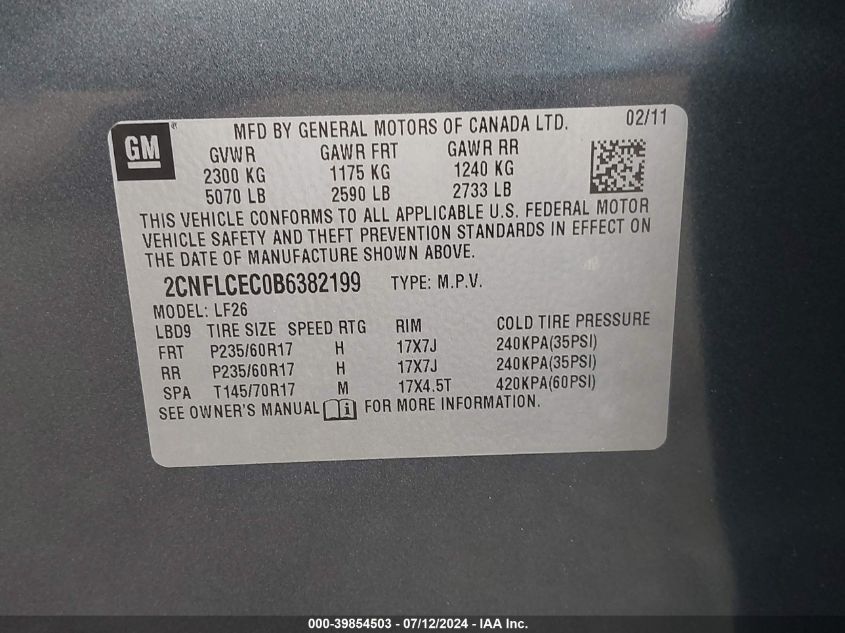 GM ® MFD BY GENERAL MOTORS OF CANADA LTD. 02/11
GVWR GAWR FRT GAWR RR
2300 KG 1175 KG 1240 KG
5070 LB 2590 LB 2733 LB
THIS VEHICLE CONFORMS TO ALL APPLICABLE U.S. FEDERAL MOTOR
VEHICLE SAFETY AND THEFT PREVENTION STANDARDS IN EFFECT ON
THE DATE OF MANUFACTURE SHOWN ABOVE.
2CNFLCEC0B6382199 TYPE: M.P.V.
MODEL: LF26
LBD9 TIRE SIZE SPEED RTG RIM COLD TIRE PRESSURE
FRT P235/60R17 H 17X7J 240KPA(35PSI)
RR P235/60R17 H 17X7J 240KPA(35PSI)
SPA T145/70R17 M 17X4.5T 420KPA(60PSI)
SEE OWNER'S MANUAL i FOR MORE INFORMATION.
000-39854503 - 07/12/2024 - IAA Inc.